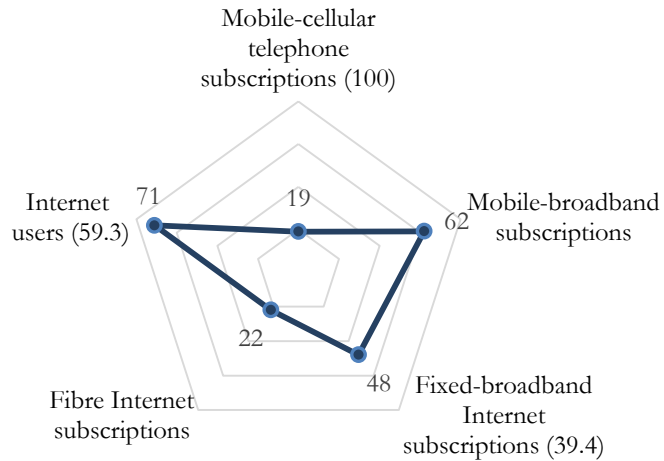 Mobile-cellular
telephone
subscriptions (100)
71
19
Internet
users (59.3)
62
Mobile-broadband
subscriptions
22
48
Fibre Internet
subscriptions
Fixed-broadband
Internet
subscriptions (39.4)